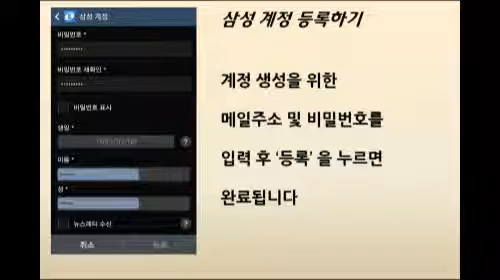 삼성 계정
비밀번호 *
비밀번호 재확인 *
비밀번호 표시
생일 *
이름 *
성 *
뉴스레터 수신
취소
삼성 계정 등록하기
계정 생성을 위한
메일주소 및 비밀번호를
입력 후 ‘등록’ 을 누르면
완료됩니다